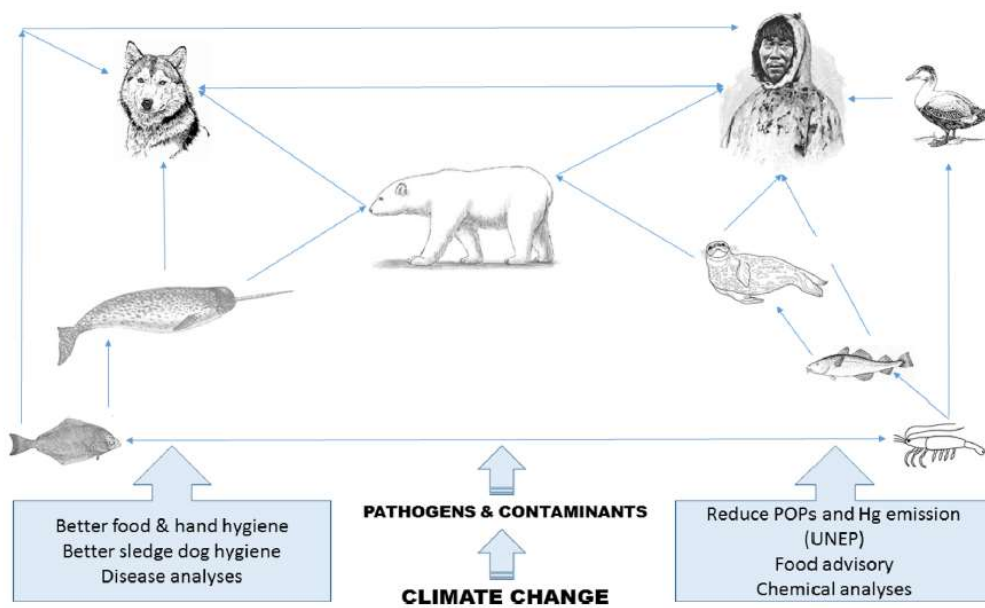 Better food & hand hygiene
Better sledge dog hygiene
Disease analyses
PATHOGENS & CONTAMINANTS
CLIMATE CHANGE
Reduce POPs and Hg emission
(UNEP)
Food advisory
Chemical analyses